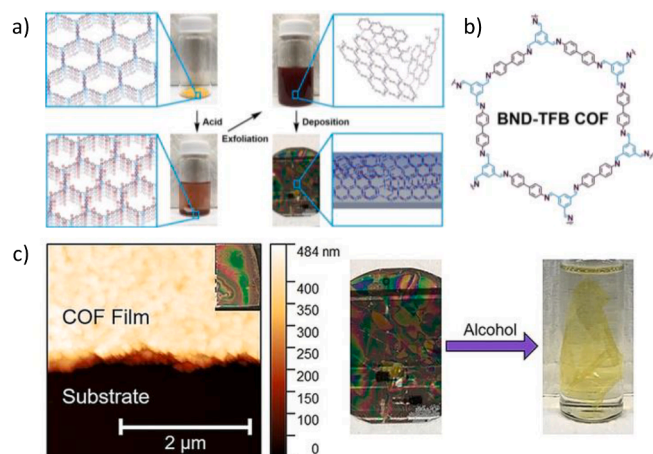 a)
b)
Acid
Exfoliation
Deposition
BND-TFB COF
c)
COF Film
Substrate
2 µm
484 nm
400
350
300
250
200
150
100
0
Alcohol